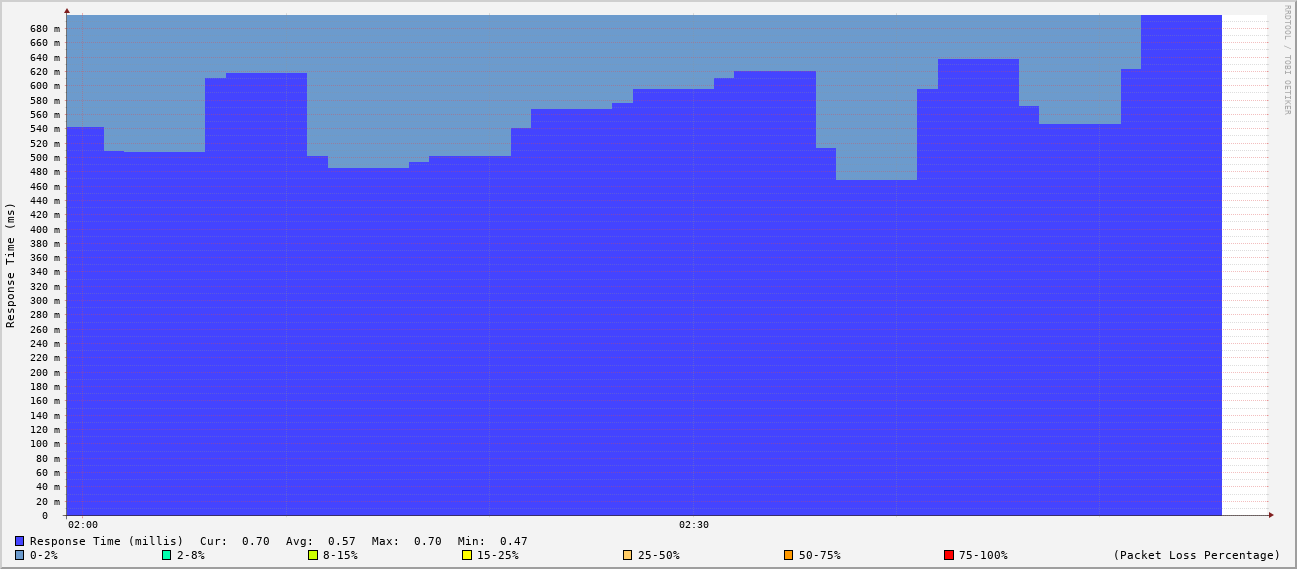 RRDTOOL / TOBI OETIKER
Response Time (ms)
680 m
660 m
640 m
620 m
600 m
580 m
560 m
540 m
520 m
500 m
480 m
460 m
440 m
420 m
400 m
380 m
360 m
340 m
320 m
300 m
280 m
260 m
240 m
220 m
200 m
180 m
160 m
140 m
120 m
100 m
80 m
60 m
40 m
20 m
0
02:00 02:30
Response Time (millis) Cur: 0.70 Avg: 0.57 Max: 0.70 Min: 0.47
0-2% 2-8% 8-15% 15-25% 25-50% 50-75% 75-100% (Packet Loss Percentage)